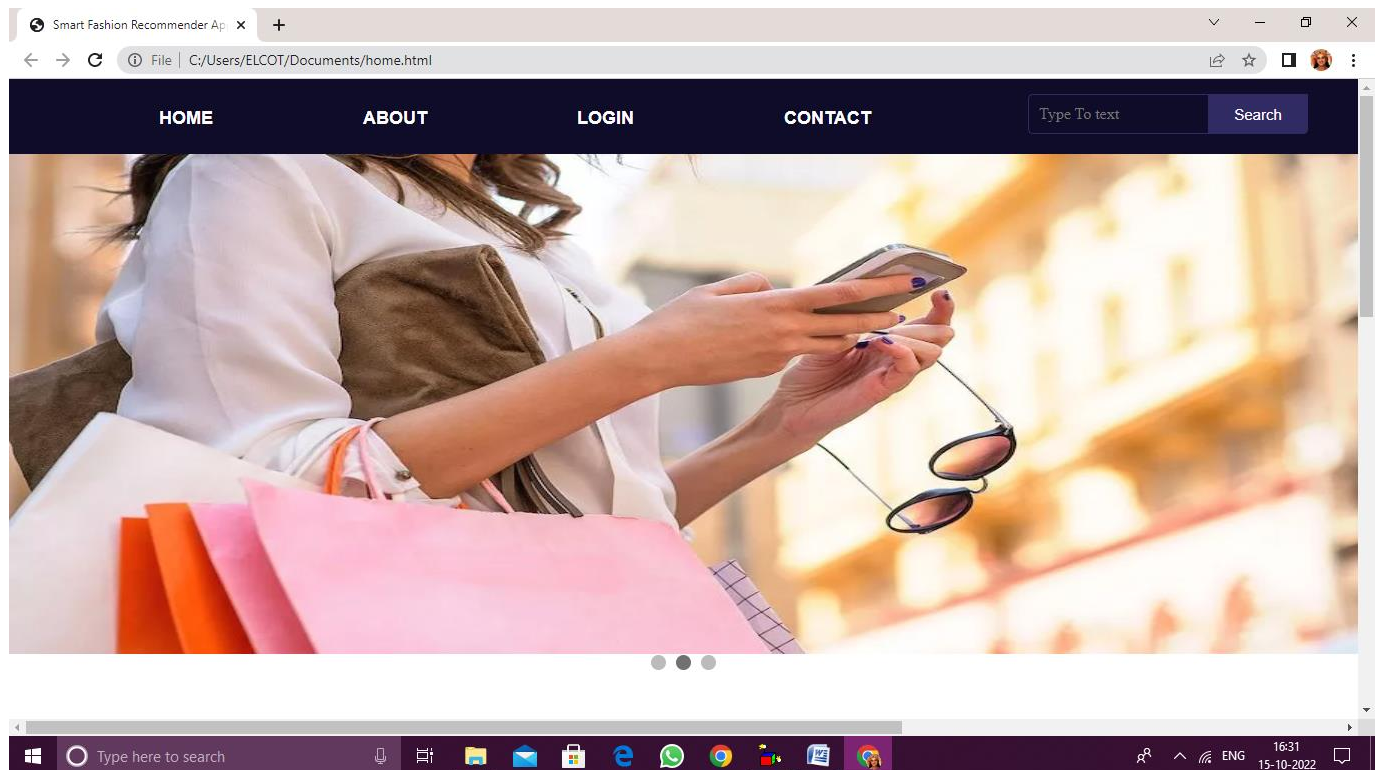 Smart Fashion Recommender Ap
File C:/Users/ELCOT/Documents/home.html
HOME ABOUT LOGIN CONTACT Type To text Search
Type here to search ENG 16:31
15-10-2022